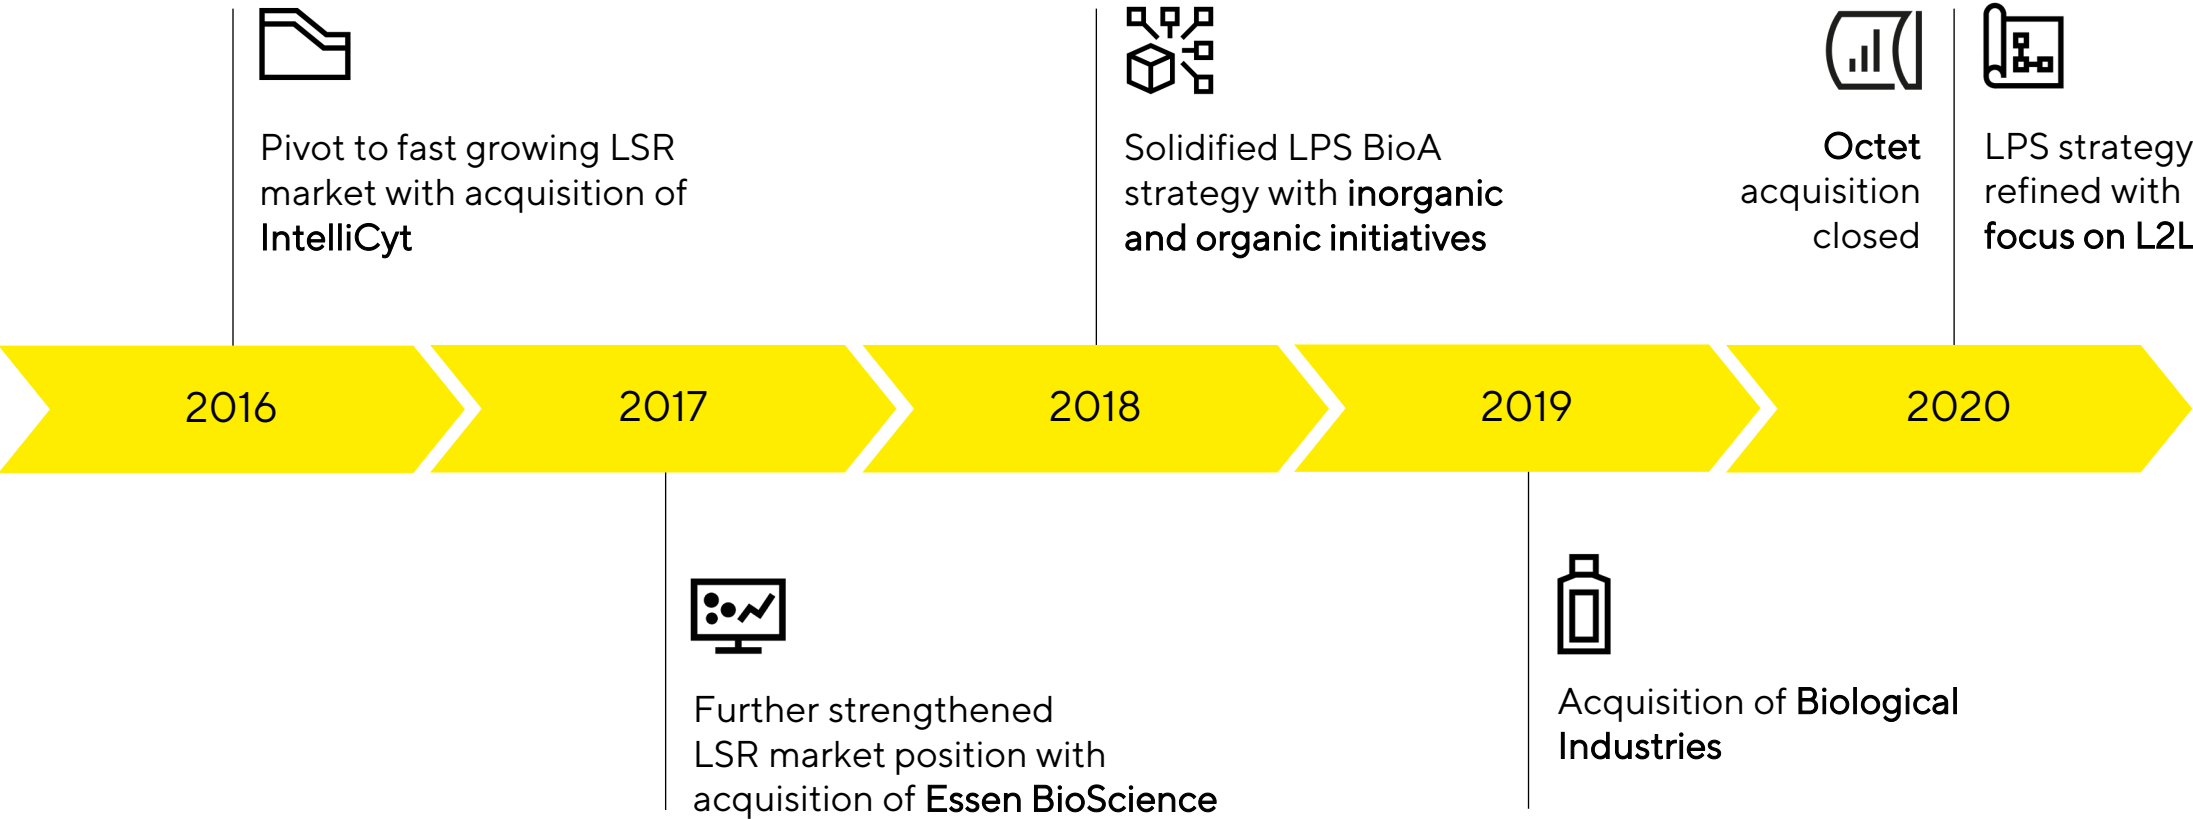 Pivot to fast growing LSR
market with acquisition of
IntelliCyt
Solidified LPS BioA
strategy with inorganic
and organic initiatives
Octet
acquisition
closed
LPS strategy
refined with
focus on L2L
2016
2017
2018
2019
2020
Further strengthened
LSR market position with
acquisition of Essen BioScience
Acquisition of Biological
Industries